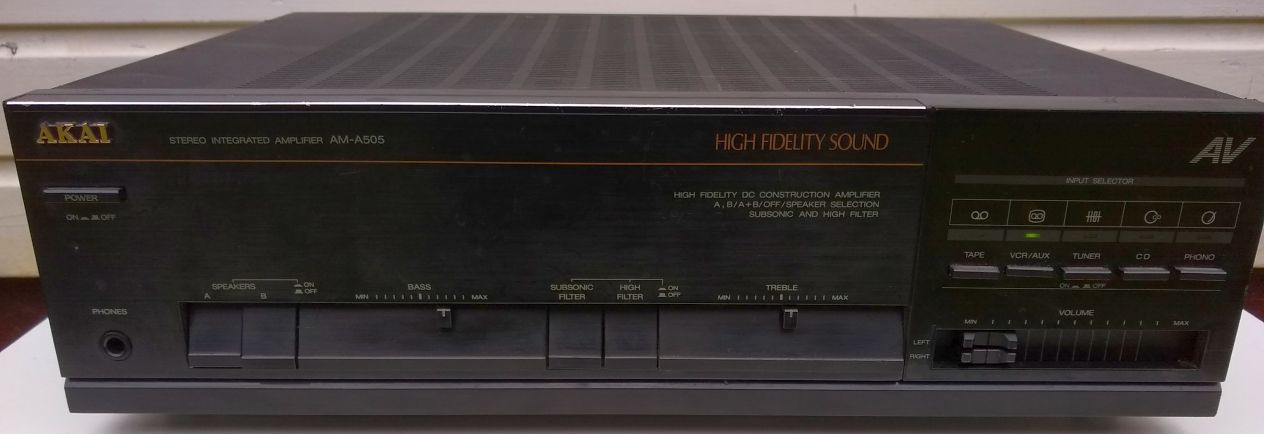 AKAI
STEREO INTEGRATED AMPLIFIER AM-A505
HIGH FIDELITY SOUND
AV
POWER
ON OFF
HIGH FIDELITY DC CONSTRUCTION AMPLIFIER
A, B/A+B/OFF/SPEAKER SELECTION
SUBSONIC AND HIGH FILTER
INPUT SELECTOR
TAPE VCR/AUX TUNER CD PHONO
ON OFF
SPEAKERS
A B
ON
OFF
BASS
MIN MAX
SUBSONIC
FILTER
HIGH
FILTER
ON
OFF
TREBLE
MIN MAX
PHONES
VOLUME
MIN MAX
LEFT
RIGHT